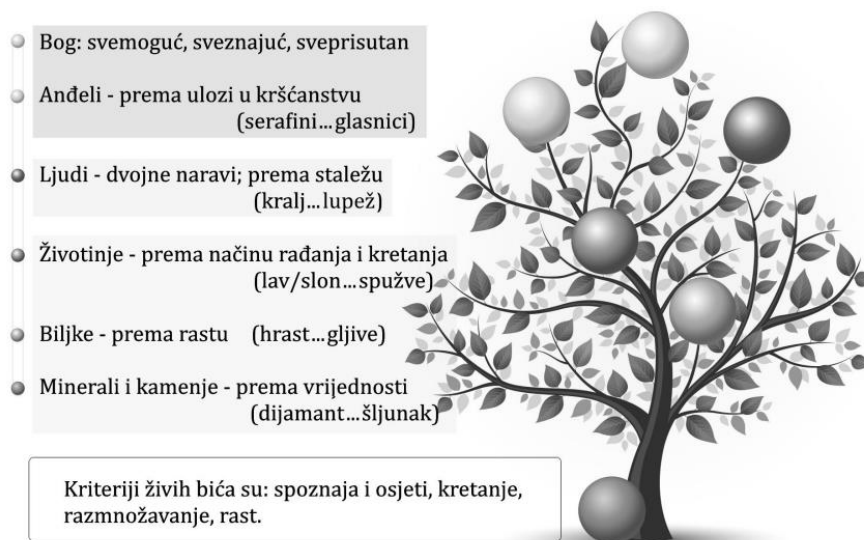 Bog: svemoguć, sveznajuć, sveprisutan
Anđeli - prema ulozi u kršćanstvu
(serafini...glasnici)
Ljudi - dvojne naravi; prema staležu
(kralj...lupež)
Životinje - prema načinu rađanja i kretanja
(lav/slon...spužve)
Biljke - prema rastu (hrast...gljive)
Minerali i kamenje - prema vrijednosti
(dijamant...šljunak)
Kriteriji živih bića su: spoznaja i osjeti, kretanje,
razmnožavanje, rast.